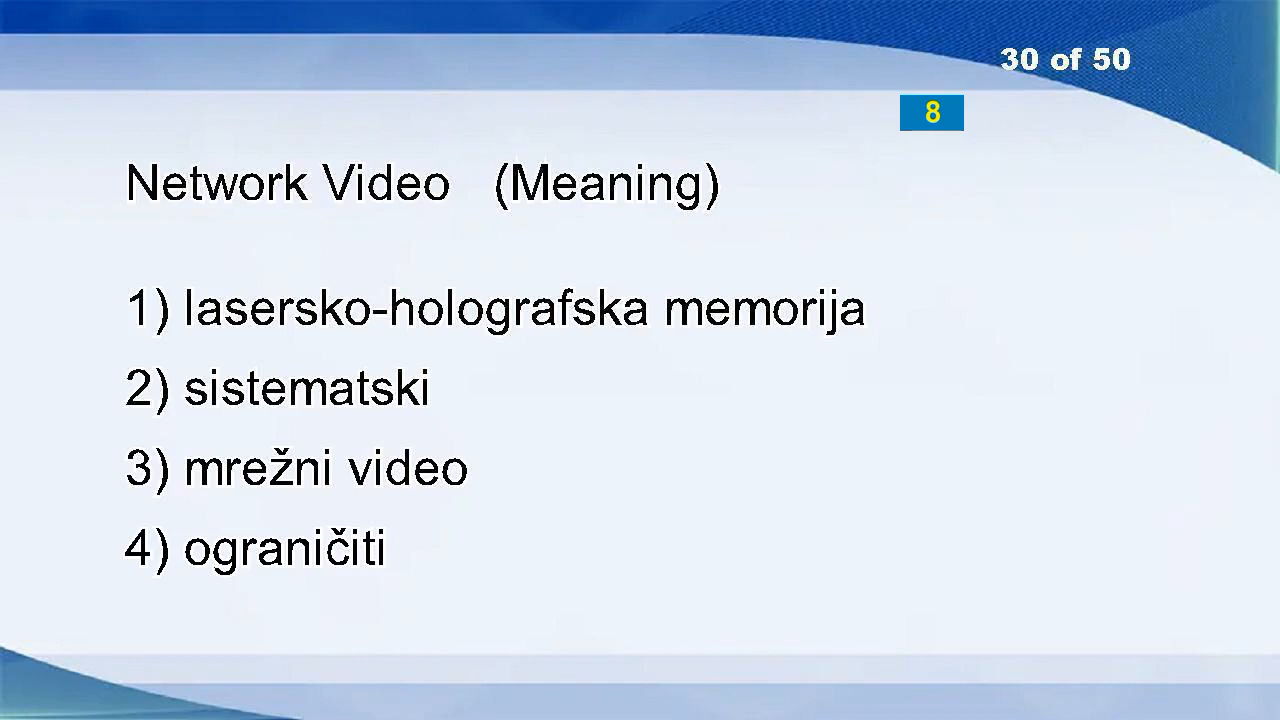 30 of 50
8
Network Video (Meaning)
1) lasersko-holografska memorija
2) sistematski
3) mrežni video
4) ograničiti